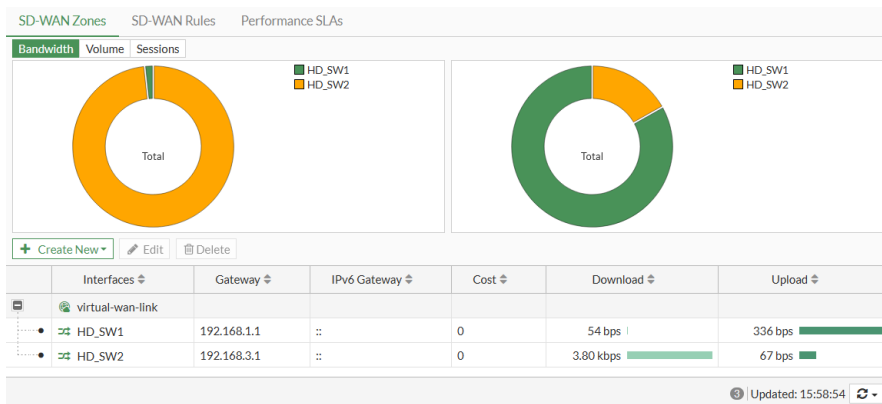 SD-WAN Zones SD-WAN Rules Performance SLAs
Bandwidth Volume Sessions
HD_SW1
HD_SW2
Total
HD_SW1
HD_SW2
Total
+ Create New Edit Delete
Interfaces Gateway IPv6 Gateway Cost Download Upload
virtual-wan-link
HD_SW1 192.168.1.1 :: 0 54 bps 336 bps
HD_SW2 192.168.3.1 :: 0 3.80 kbps 67 bps
3 Updated: 15:58:54